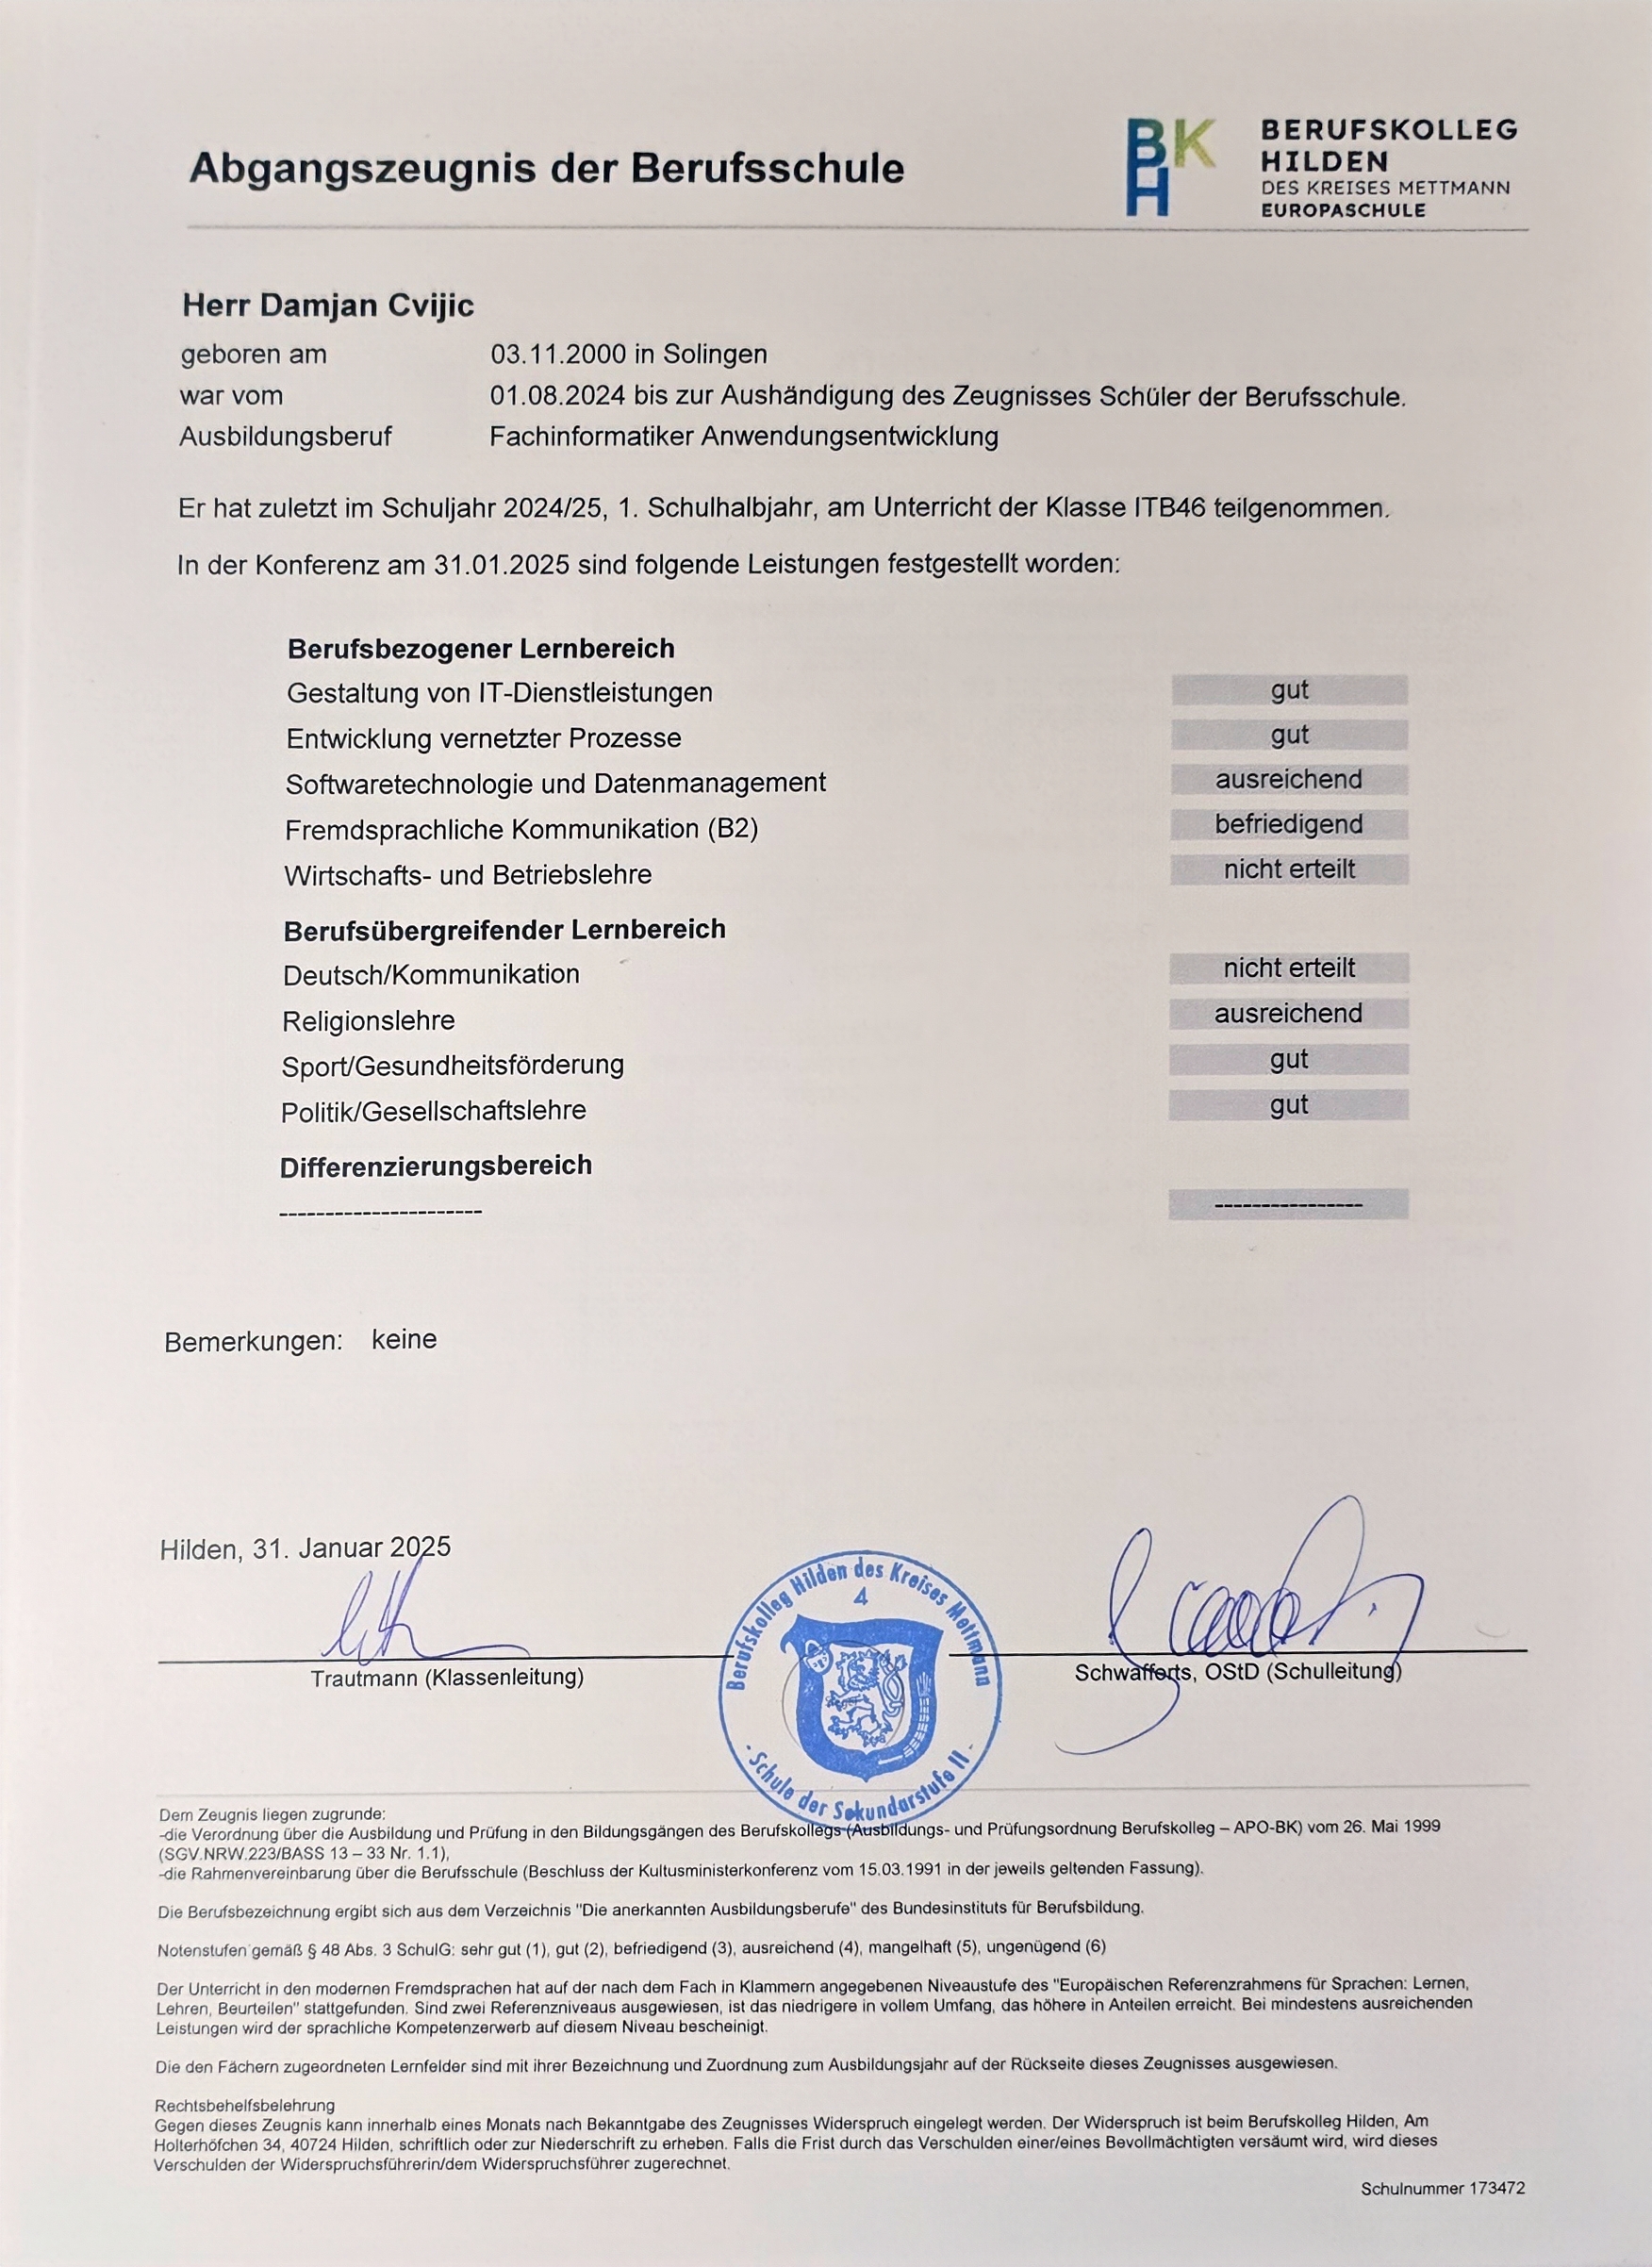 Abgangszeugnis der Berufsschule
BKH
BERUFSKOLLEG
HILDEN
DES KREISES METTMANN
EUROPASCHULE
Herr Damjan Cvijic
geboren am 03.11.2000 in Solingen
war vom 01.08.2024 bis zur Aushändigung des Zeugnisses Schüler der Berufsschule.
Ausbildungsberuf Fachinformatiker Anwendungsentwicklung
Er hat zuletzt im Schuljahr 2024/25, 1. Schulhalbjahr, am Unterricht der Klasse ITB46 teilgenommen.
In der Konferenz am 31.01.2025 sind folgende Leistungen festgestellt worden:
Berufsbezogener Lernbereich
Gestaltung von IT-Dienstleistungen gut
Entwicklung vernetzter Prozesse gut
Softwaretechnologie und Datenmanagement ausreichend
Fremdsprachliche Kommunikation (B2) befriedigend
Wirtschafts- und Betriebslehre nicht erteilt
Berufsübergreifender Lernbereich
Deutsch/Kommunikation nicht erteilt
Religionslehre ausreichend
Sport/Gesundheitsförderung gut
Politik/Gesellschaftslehre gut
Differenzierungsbereich
---------------------- ----------------
Bemerkungen: keine
Hilden, 31. Januar 2025
Trautmann (Klassenleitung)
Berufskolleg Hilden des Kreises Mettmann
4
- Schule der Sekundarstufe II -
Schwafferts, OStD (Schulleitung)
Dem Zeugnis liegen zugrunde:
-die Verordnung über die Ausbildung und Prüfung in den Bildungsgängen des Berufskollegs (Ausbildungs- und Prüfungsordnung Berufskolleg – APO-BK) vom 26. Mai 1999
(SGV.NRW.223/BASS 13 – 33 Nr. 1.1),
-die Rahmenvereinbarung über die Berufsschule (Beschluss der Kultusministerkonferenz vom 15.03.1991 in der jeweils geltenden Fassung).
Die Berufsbezeichnung ergibt sich aus dem Verzeichnis "Die anerkannten Ausbildungsberufe" des Bundesinstituts für Berufsbildung.
Notenstufen gemäß § 48 Abs. 3 SchulG: sehr gut (1), gut (2), befriedigend (3), ausreichend (4), mangelhaft (5), ungenügend (6)
Der Unterricht in den modernen Fremdsprachen hat auf der nach dem Fach in Klammern angegebenen Niveaustufe des "Europäischen Referenzrahmens für Sprachen: Lernen,
Lehren, Beurteilen" stattgefunden. Sind zwei Referenzniveaus ausgewiesen, ist das niedrigere in vollem Umfang, das höhere in Anteilen erreicht. Bei mindestens ausreichenden
Leistungen wird der sprachliche Kompetenzerwerb auf diesem Niveau bescheinigt.
Die den Fächern zugeordneten Lernfelder sind mit ihrer Bezeichnung und Zuordnung zum Ausbildungsjahr auf der Rückseite dieses Zeugnisses ausgewiesen.
Rechtsbehelfsbelehrung
Gegen dieses Zeugnis kann innerhalb eines Monats nach Bekanntgabe des Zeugnisses Widerspruch eingelegt werden. Der Widerspruch ist beim Berufskolleg Hilden, Am
Holterhöfchen 34, 40724 Hilden, schriftlich oder zur Niederschrift zu erheben. Falls die Frist durch das Verschulden einer/eines Bevollmächtigten versäumt wird, wird dieses
Verschulden der Widerspruchsführerin/dem Widerspruchsführer zugerechnet.
Schulnummer 173472